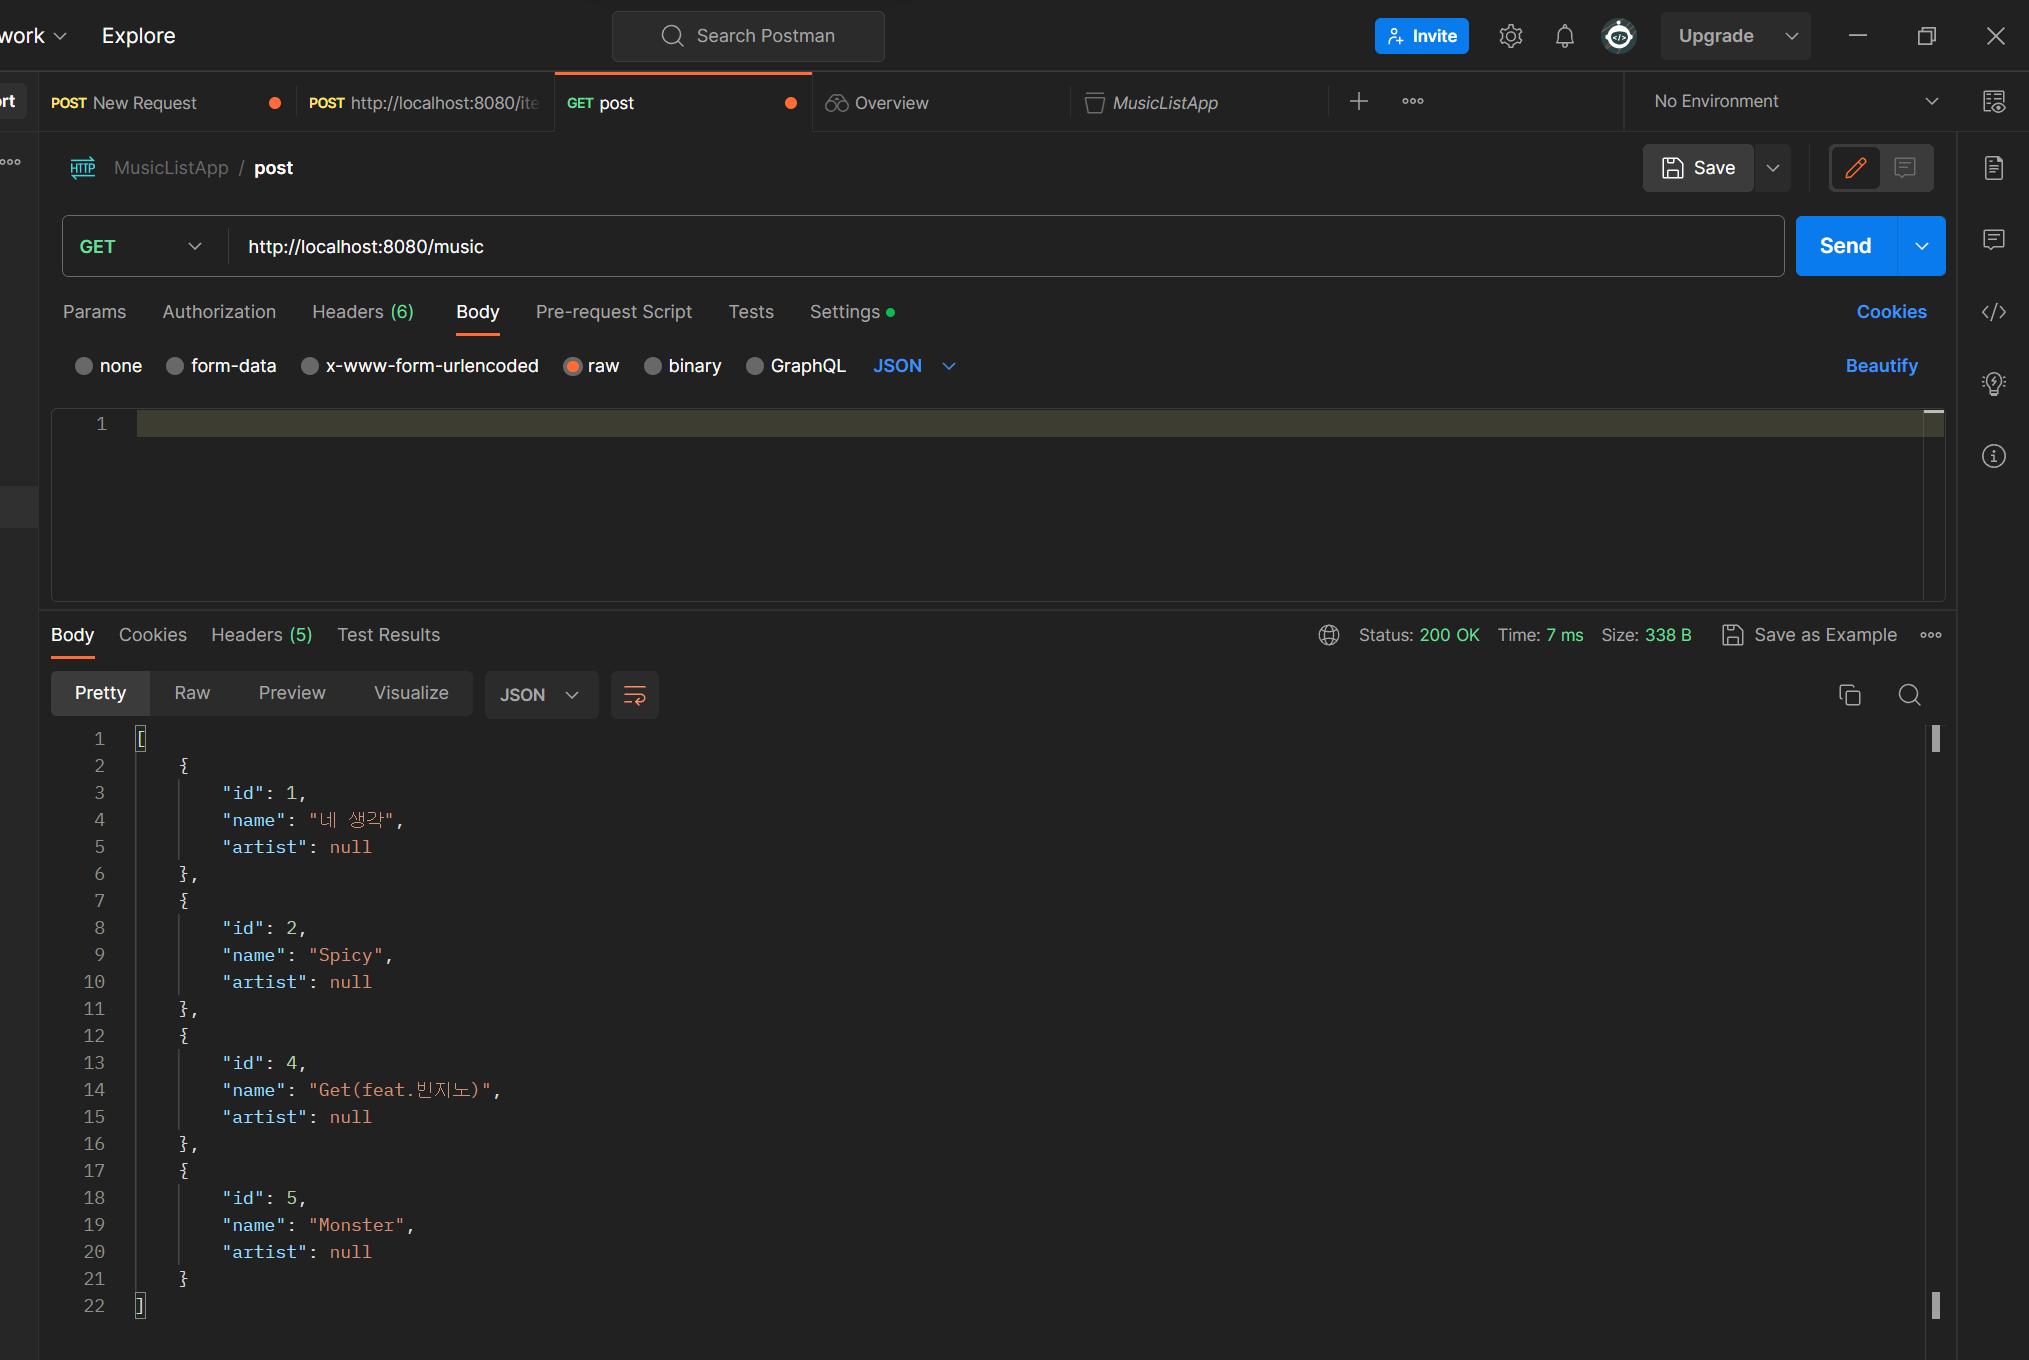 work Explore Search Postman Invite Upgrade
ort POST New Request POST http://localhost:8080/ite GET post Overview MusicListApp No Environment
MusicListApp / post Save
GET http://localhost:8080/music Send
Params Authorization Headers (6) Body Pre-request Script Tests Settings Cookies
none form-data x-www-form-urlencoded raw binary GraphQL JSON Beautify
1
Body Cookies Headers (5) Test Results Status: 200 OK Time: 7 ms Size: 338 B Save as Example
Pretty Raw Preview Visualize JSON
1 [
2 {
3 "id": 1,
4 "name": "네 생각",
5 "artist": null
6 },
7 {
8 "id": 2,
9 "name": "Spicy",
10 "artist": null
11 },
12 {
13 "id": 4,
14 "name": "Get(feat.빈지노)",
15 "artist": null
16 },
17 {
18 "id": 5,
19 "name": "Monster",
20 "artist": null
21 }
22 ]